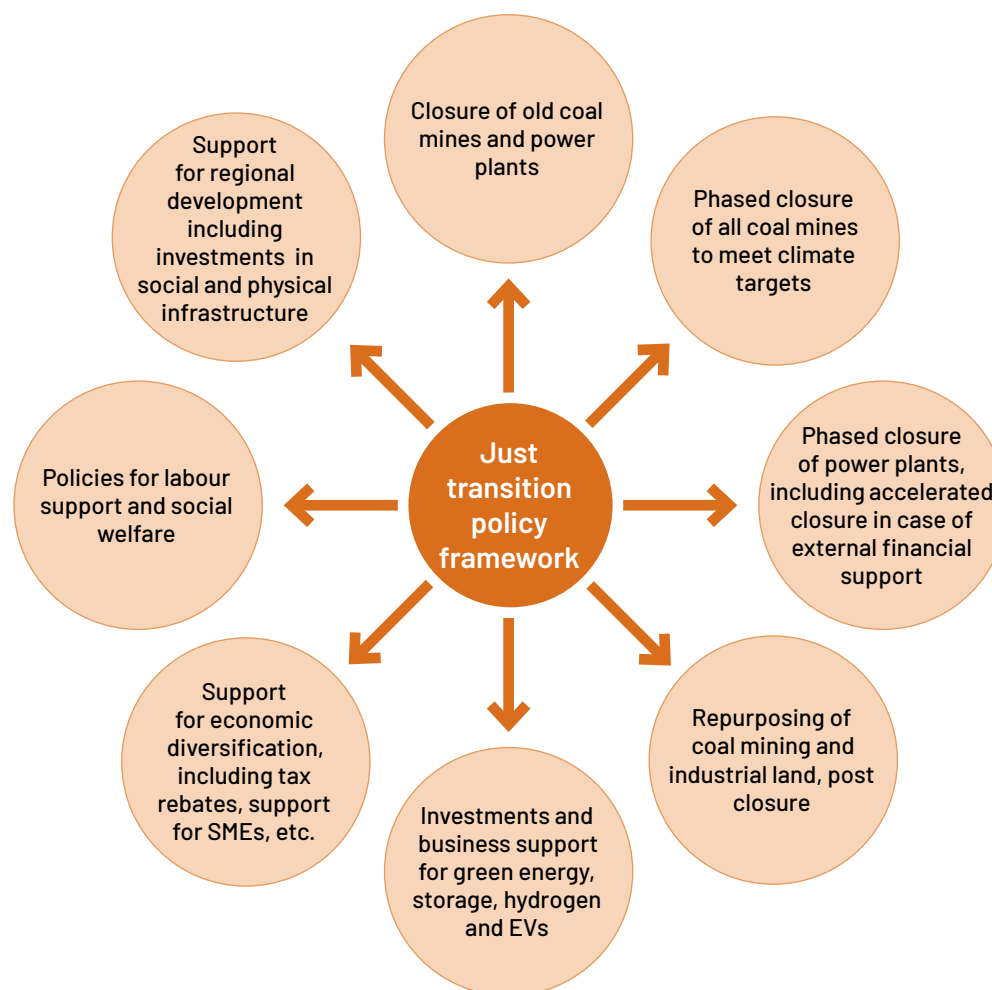 Closure of old coal
mines and power
plants
Phased closure
of all coal mines
to meet climate
targets
Phased closure
of power plants,
including accelerated
closure in case of
external financial
support
Repurposing of
coal mining and
industrial land, post
closure
Investments and
business support
for green energy,
storage, hydrogen
and EVs
Support
for economic
diversification,
including tax
rebates, support
for SMEs, etc.
Policies for labour
support and social
welfare
Support
for regional
development
including
investments in
social and physical
infrastructure
Just
transition
policy
framework